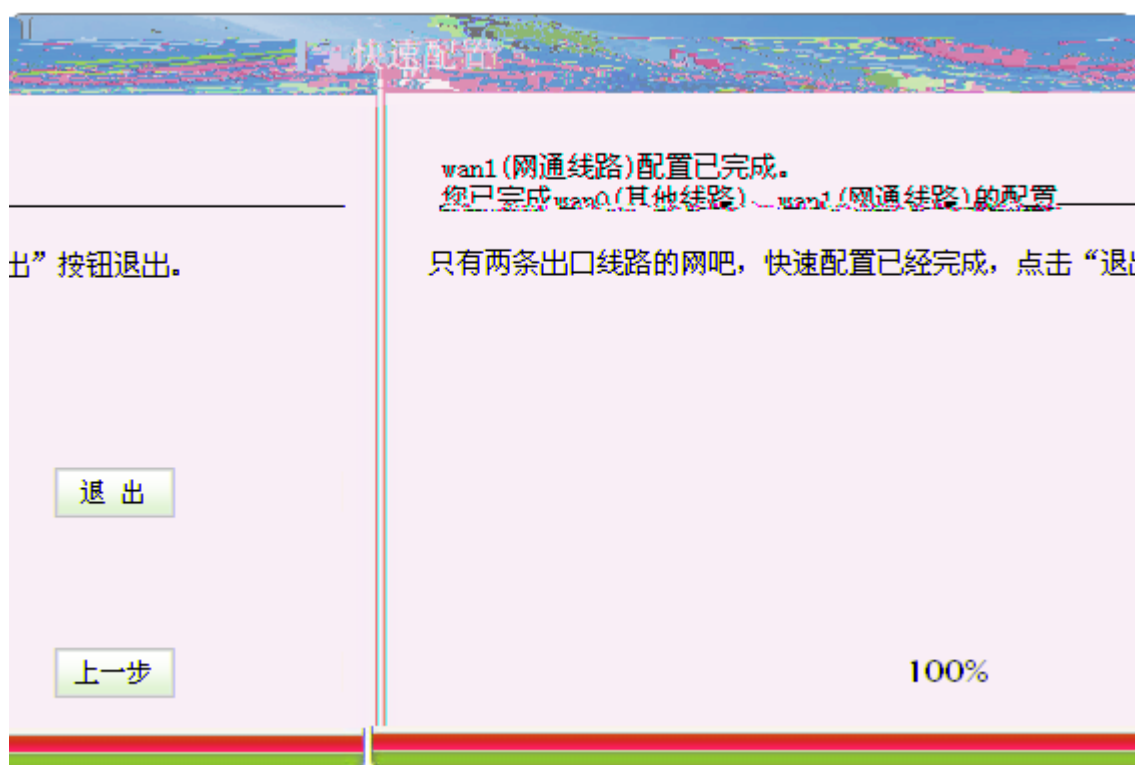 快速配置
wan1(网通线路)配置已完成。
您已完成wan0(其他线路)、wan1(网通线路)的配置
出”按钮退出。
只有两条出口线路的网吧，快速配置已经完成，点击“退出
退 出
上一步
100%